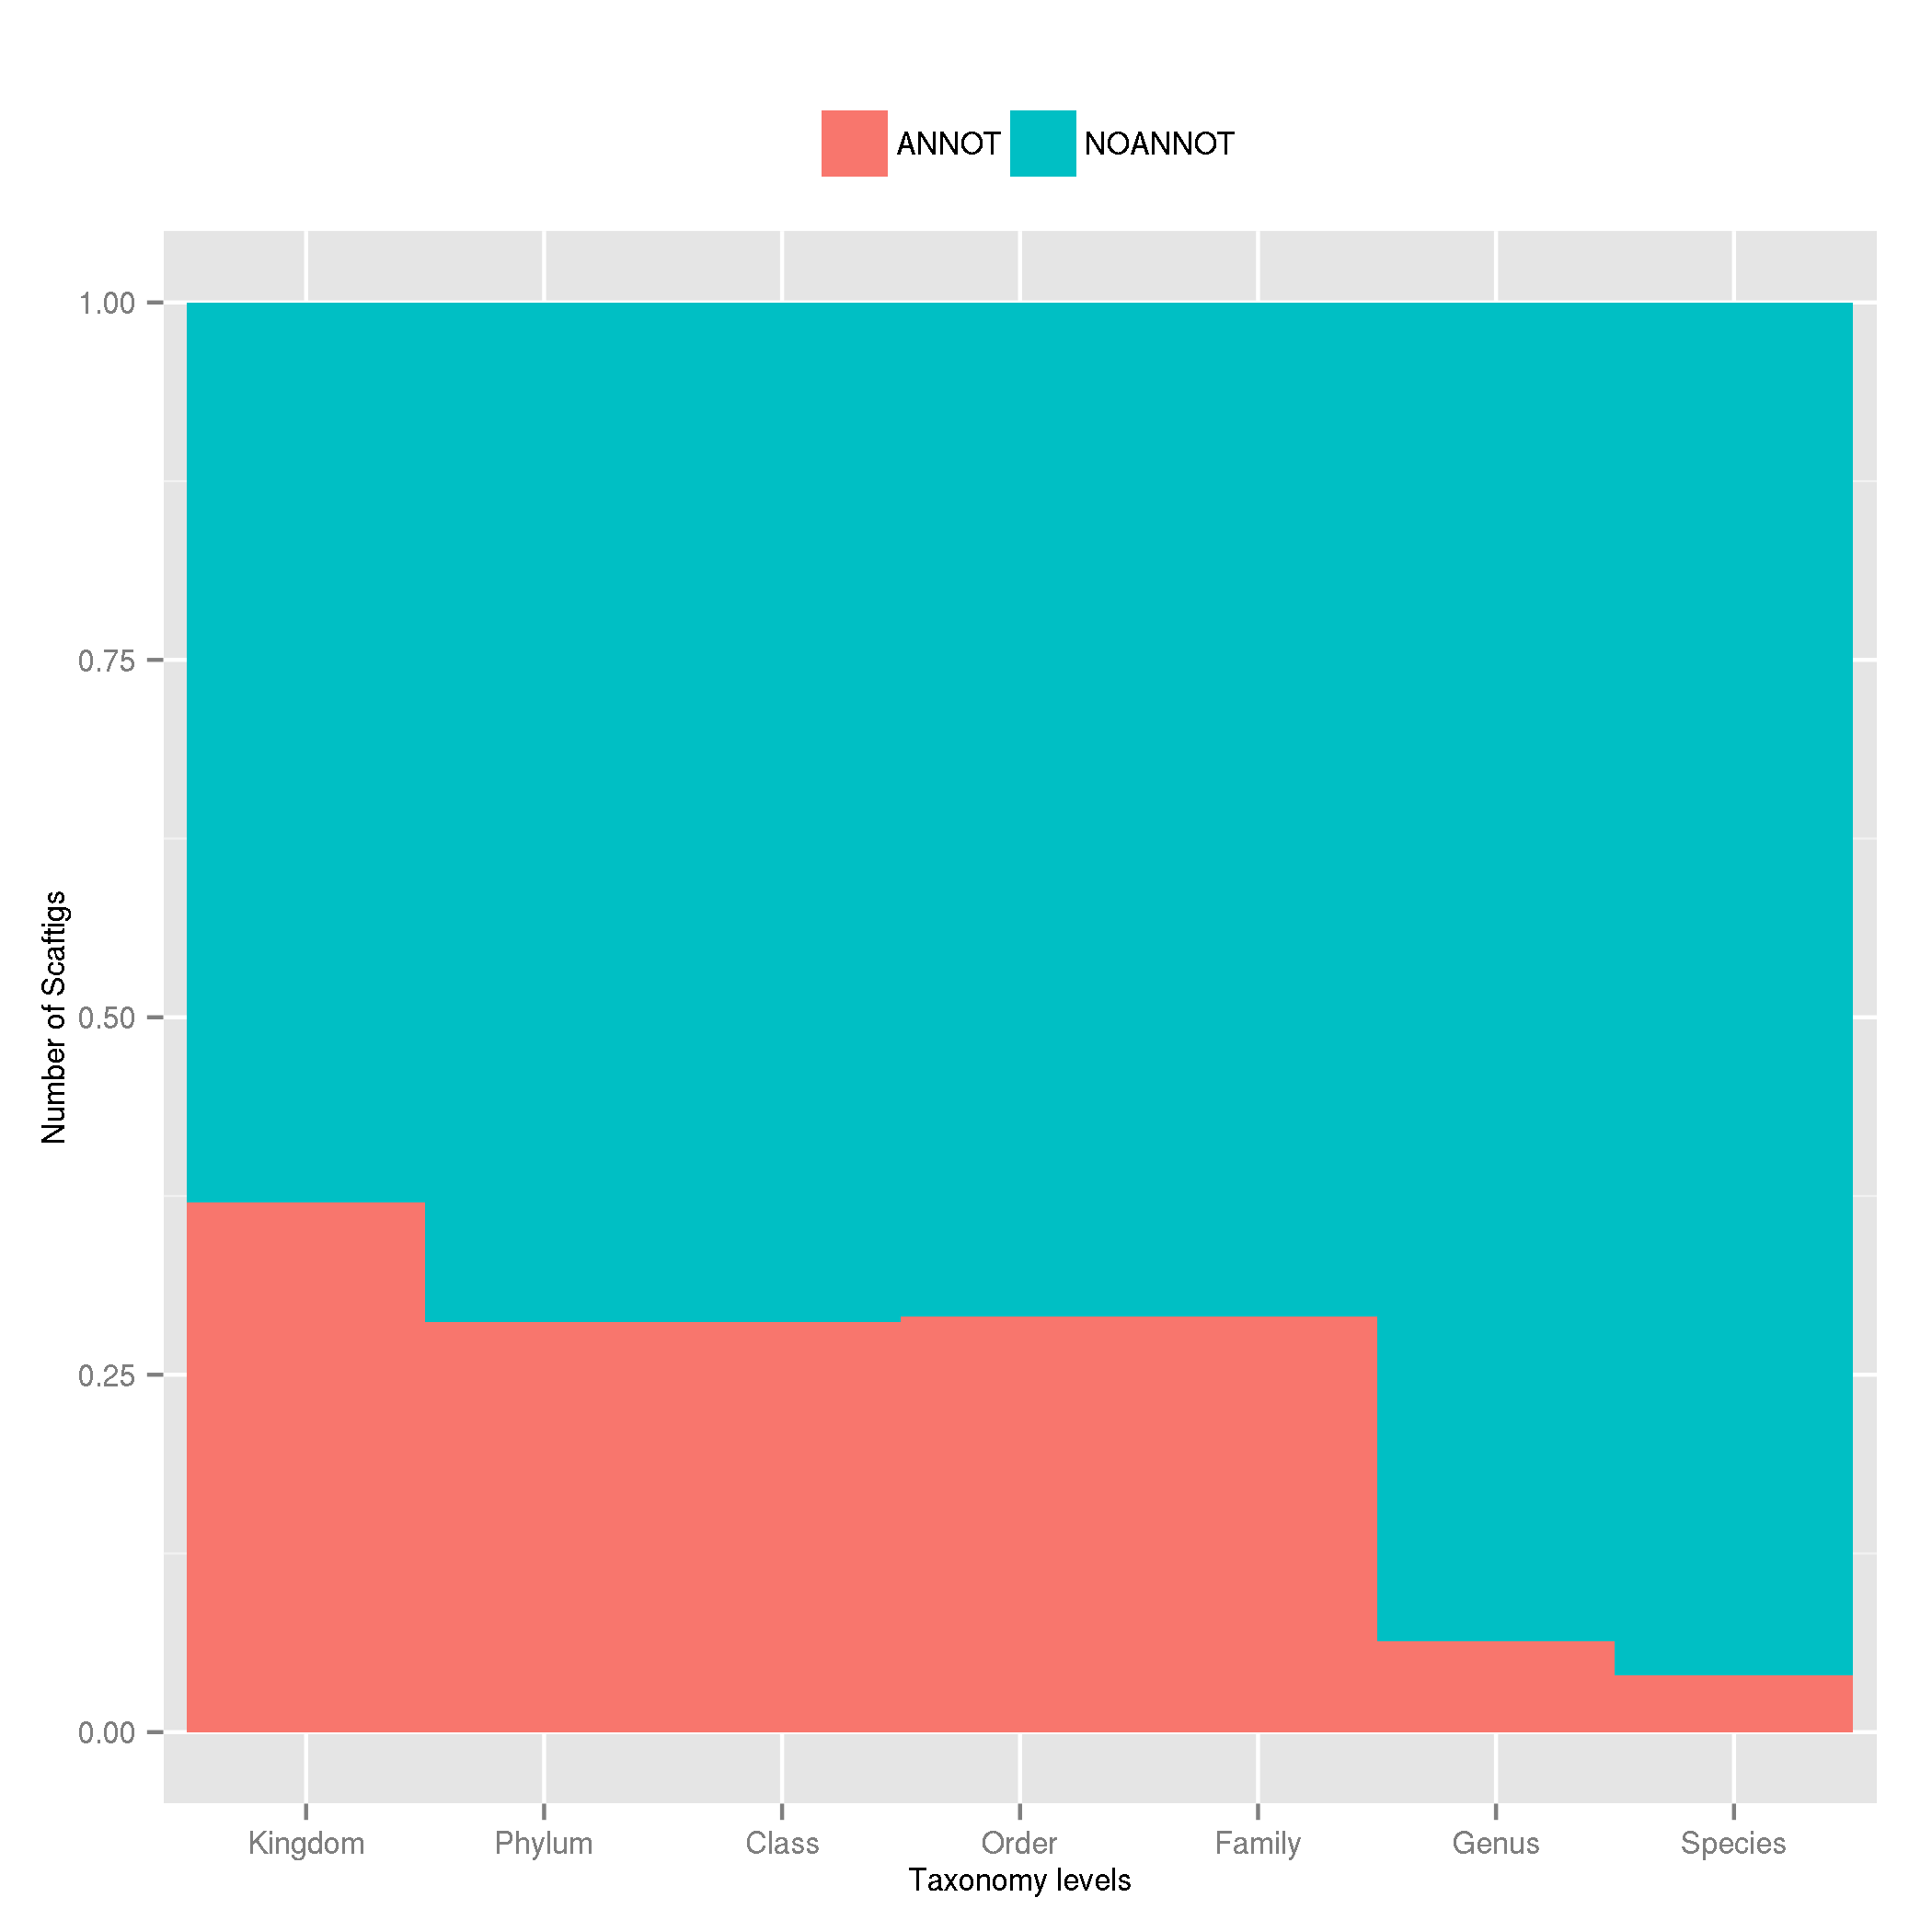 ANNOT NOANNOT
1.00
0.75
0.50
0.25
0.00
Number of Scaftigs
Kingdom Phylum Class Order Family Genus Species
Taxonomy levels